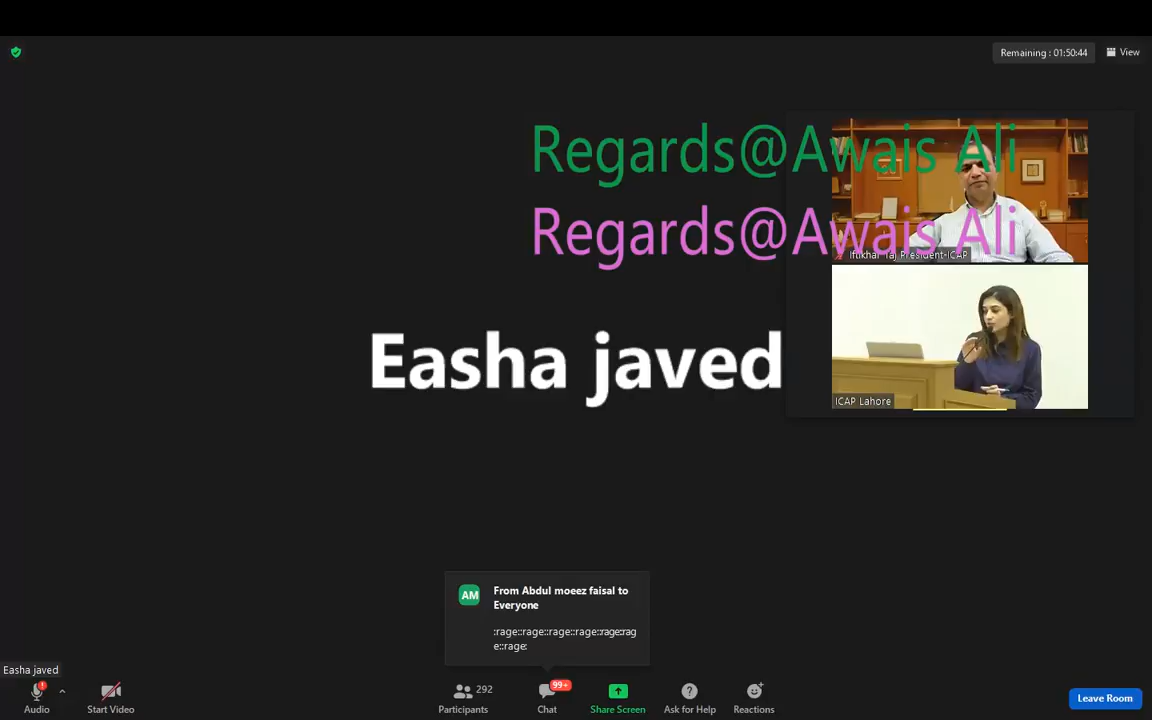 Remaining : 01:50:44
View
Regards@Awais Ali
Regards@Awais Ali
Iftikhar Taj President-ICAP
Easha javed
ICAP Lahore
AM
From Abdul moeez faisal to
Everyone
:rage::rage::rage::rage::rage::rag
e::rage:
Easha javed
Audio
Start Video
292
Participants
99+
Chat
Share Screen
Ask for Help
Reactions
Leave Room